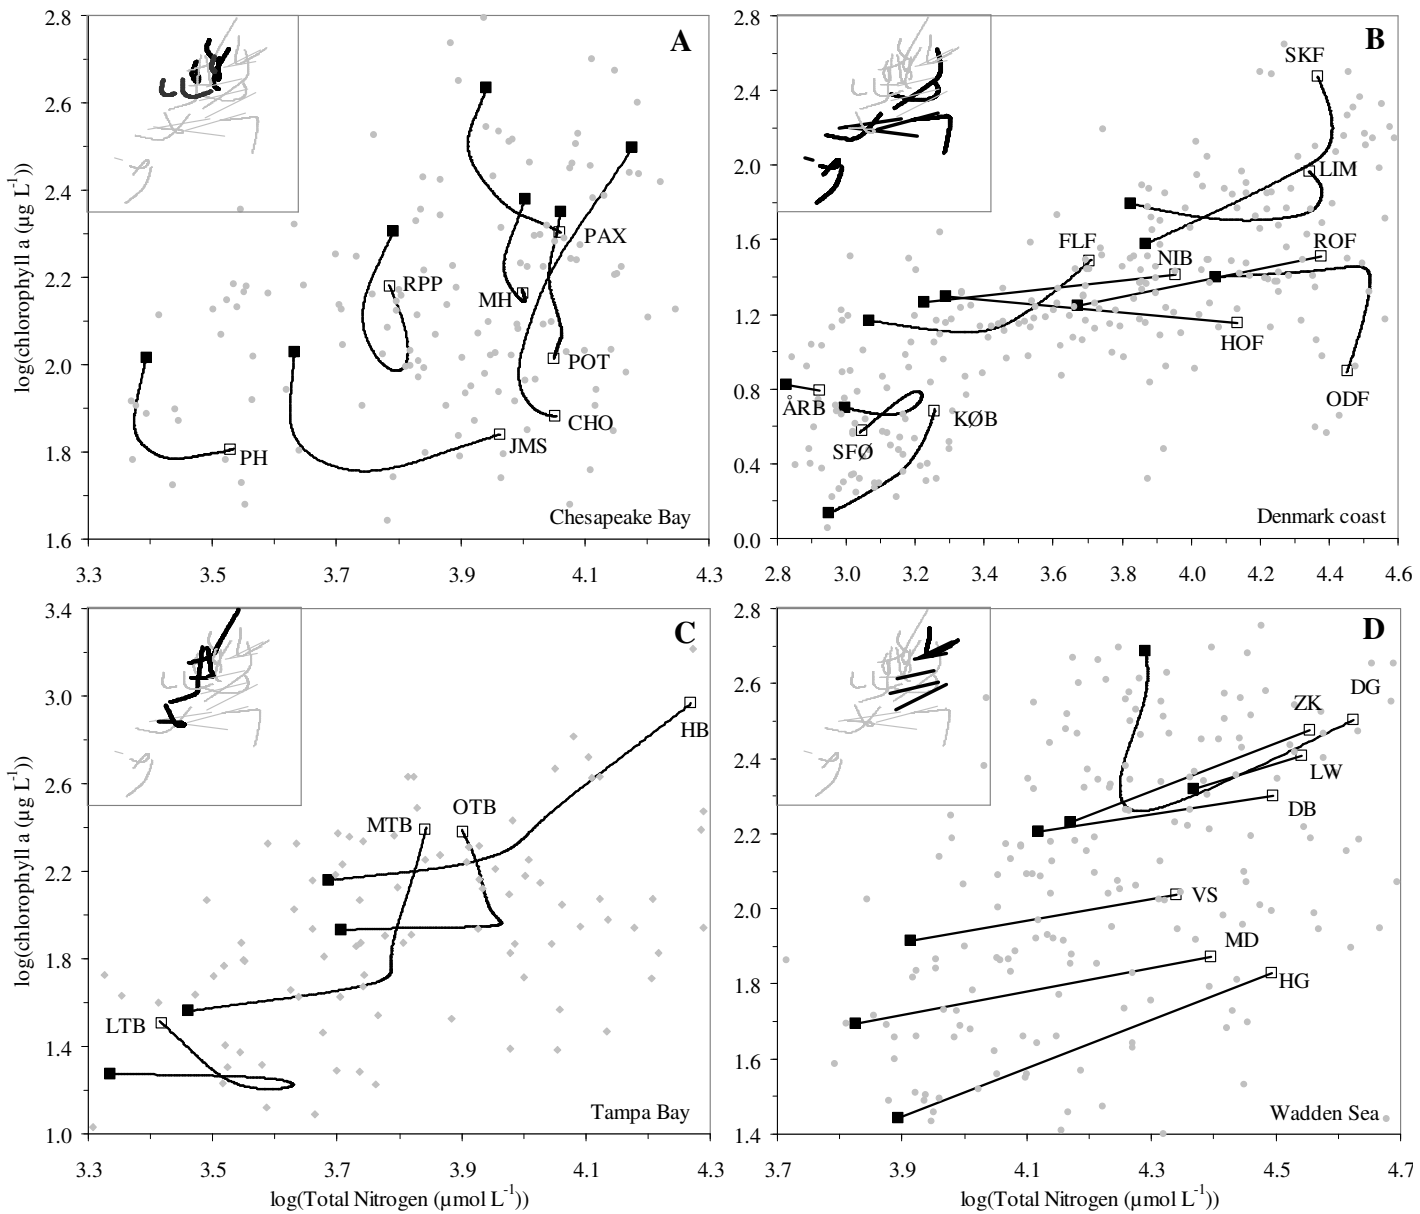 A
2.8
2.6
2.4
2.2
2.0
1.8
1.6
log(chlorophyll a (µg L-1))
PAX
RPP
MH
POT
CHO
JMS
PH
Chesapeake Bay
3.3 3.5 3.7 3.9 4.1 4.3
B
2.8
2.4
2.0
1.6
1.2
0.8
0.4
0.0
SKF
LIM
FLF
NIB
ROF
HOF
ODF
ÅRB
KØB
SFØ
Denmark coast
2.8 3.0 3.2 3.4 3.6 3.8 4.0 4.2 4.4 4.6
C
3.4
3.0
2.6
2.2
1.8
1.4
1.0
log(chlorophyll a (µg L-1))
HB
OTB
MTB
LTB
Tampa Bay
3.3 3.5 3.7 3.9 4.1 4.3
log(Total Nitrogen (µmol L-1))
D
2.8
2.6
2.4
2.2
2.0
1.8
1.6
1.4
DG
ZK
LW
DB
VS
MD
HG
Wadden Sea
3.7 3.9 4.1 4.3 4.5 4.7
log(Total Nitrogen (µmol L-1))